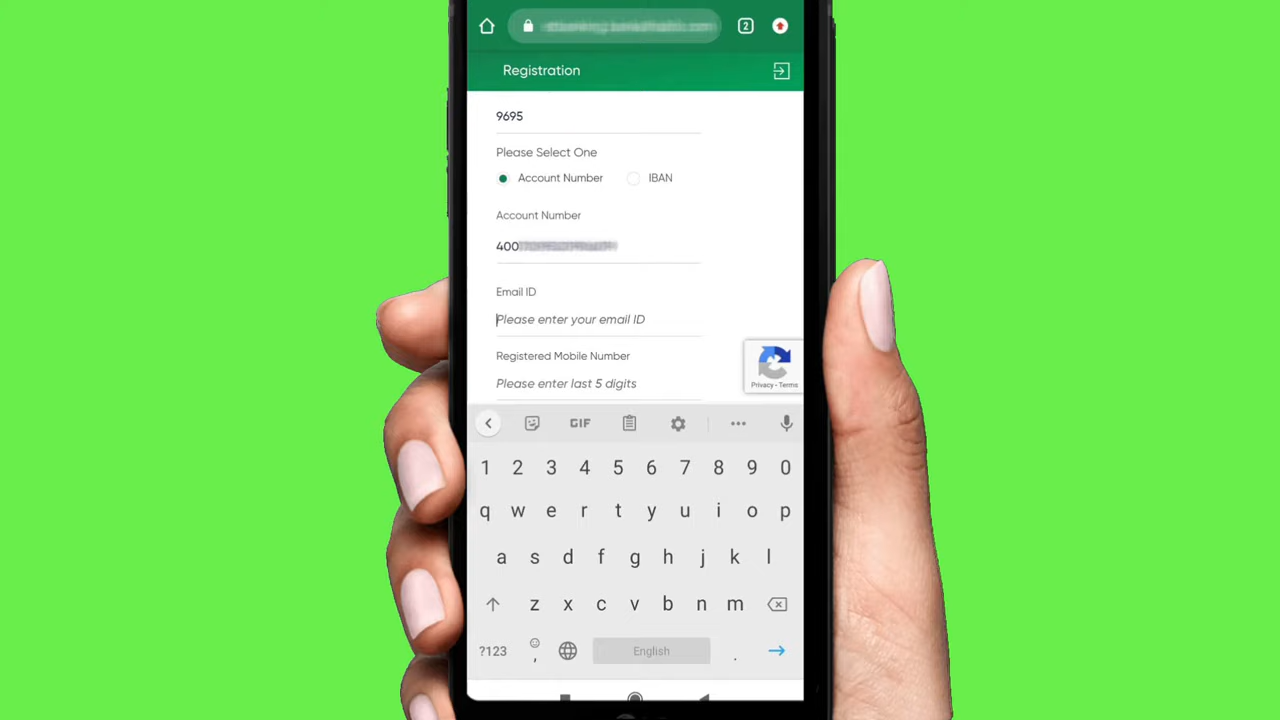 2
Registration
9695
Please Select One
Account Number
IBAN
Account Number
400
Email ID
Please enter your email ID
Registered Mobile Number
Please enter last 5 digits
Privacy - Terms
GIF
1 2 3 4 5 6 7 8 9 0
q w e r t y u i o p
a s d f g h j k l
z x c v b n m
?123 , English .